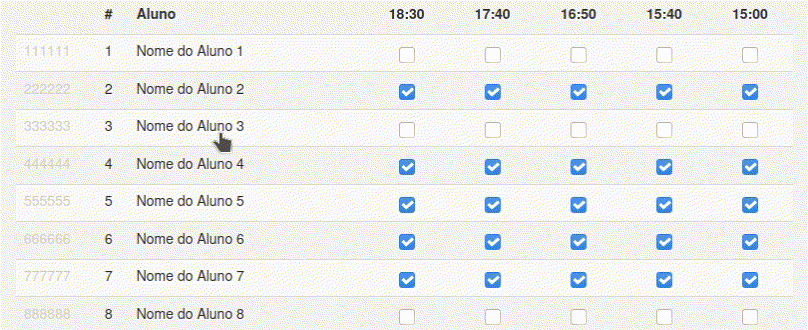 # Aluno 18:30 17:40 16:50 15:40 15:00
111111 1 Nome do Aluno 1
222222 2 Nome do Aluno 2
333333 3 Nome do Aluno 3
444444 4 Nome do Aluno 4
555555 5 Nome do Aluno 5
666666 6 Nome do Aluno 6
777777 7 Nome do Aluno 7
888888 8 Nome do Aluno 8